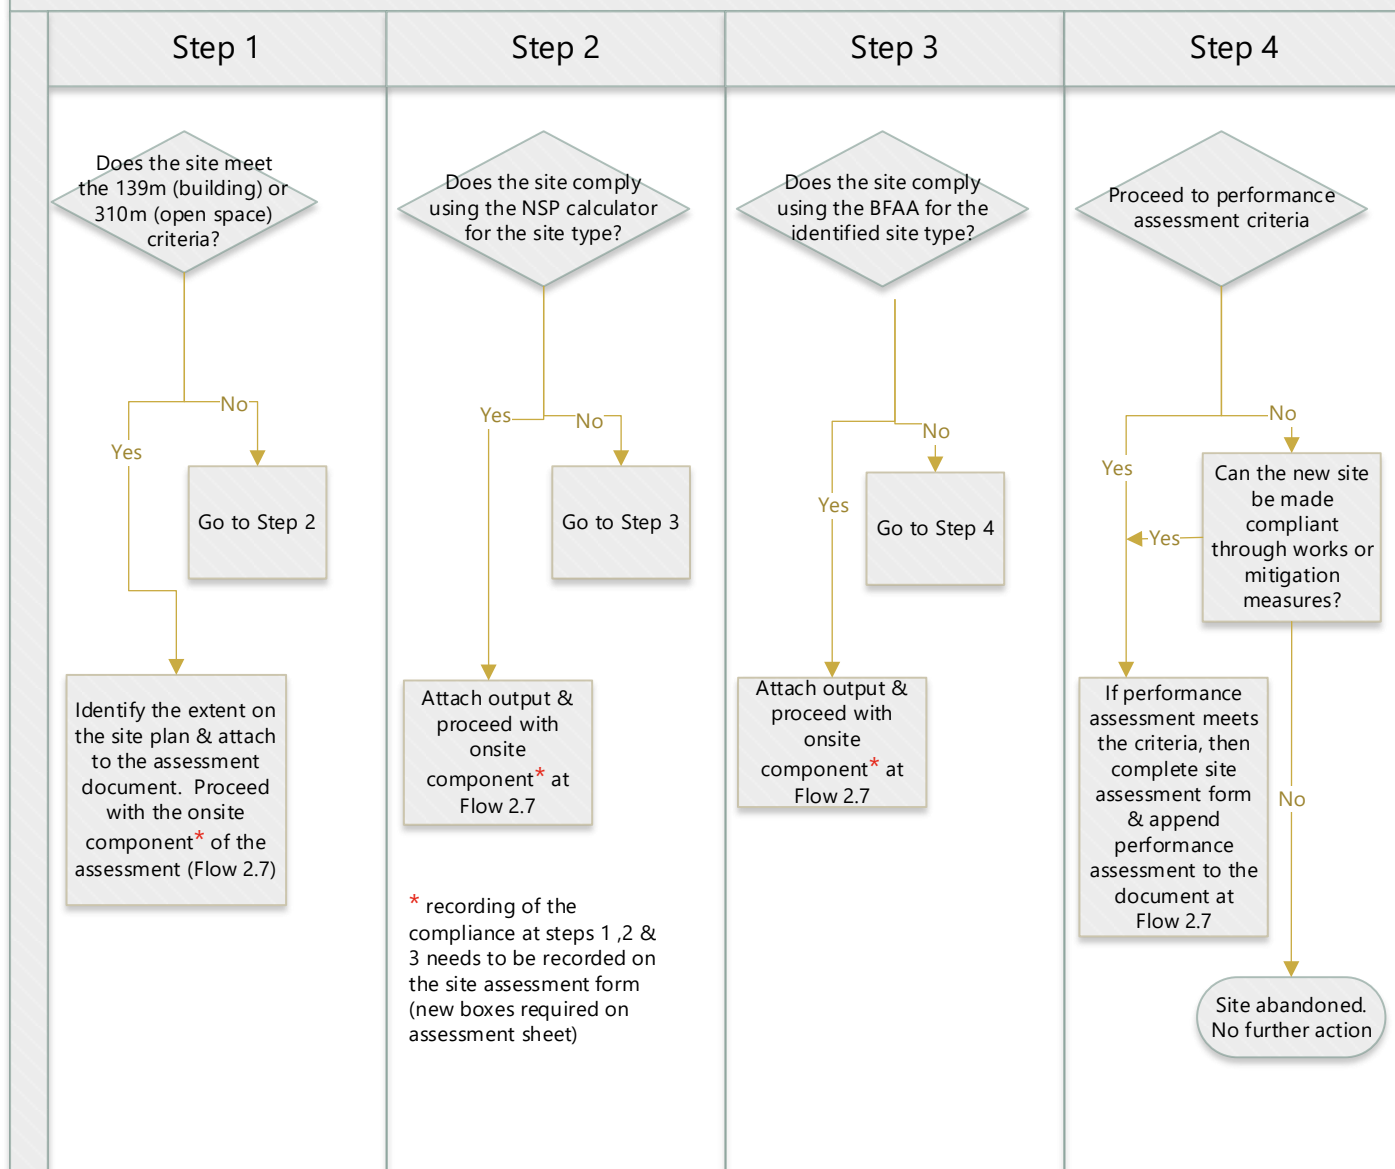 Step 1
Step 2
Step 3
Step 4
Does the site meet
the 139m (building) or
310m (open space)
criteria?
No
Yes
Go to Step 2
Identify the extent on
the site plan & attach
to the assessment
document.  Proceed
with the onsite
component* of the
assessment (Flow 2.7)
Does the site comply
using the NSP calculator
for the site type?
Yes
No
Go to Step 3
Attach output &
proceed with
onsite
component* at
Flow 2.7
* recording of the
compliance at steps 1 ,2 &
3 needs to be recorded on
the site assessment form
(new boxes required on
assessment sheet)
Does the site comply
using the BFAA for the
identified site type?
No
Yes
Go to Step 4
Attach output &
proceed with
onsite
component* at
Flow 2.7
Proceed to performance
assessment criteria
No
Yes
Can the new site
be made
compliant
through works or
mitigation
measures?
Yes
If performance
assessment meets
the criteria, then
complete site
assessment form
& append
performance
assessment to the
document at
Flow 2.7
No
Site abandoned.
No further action